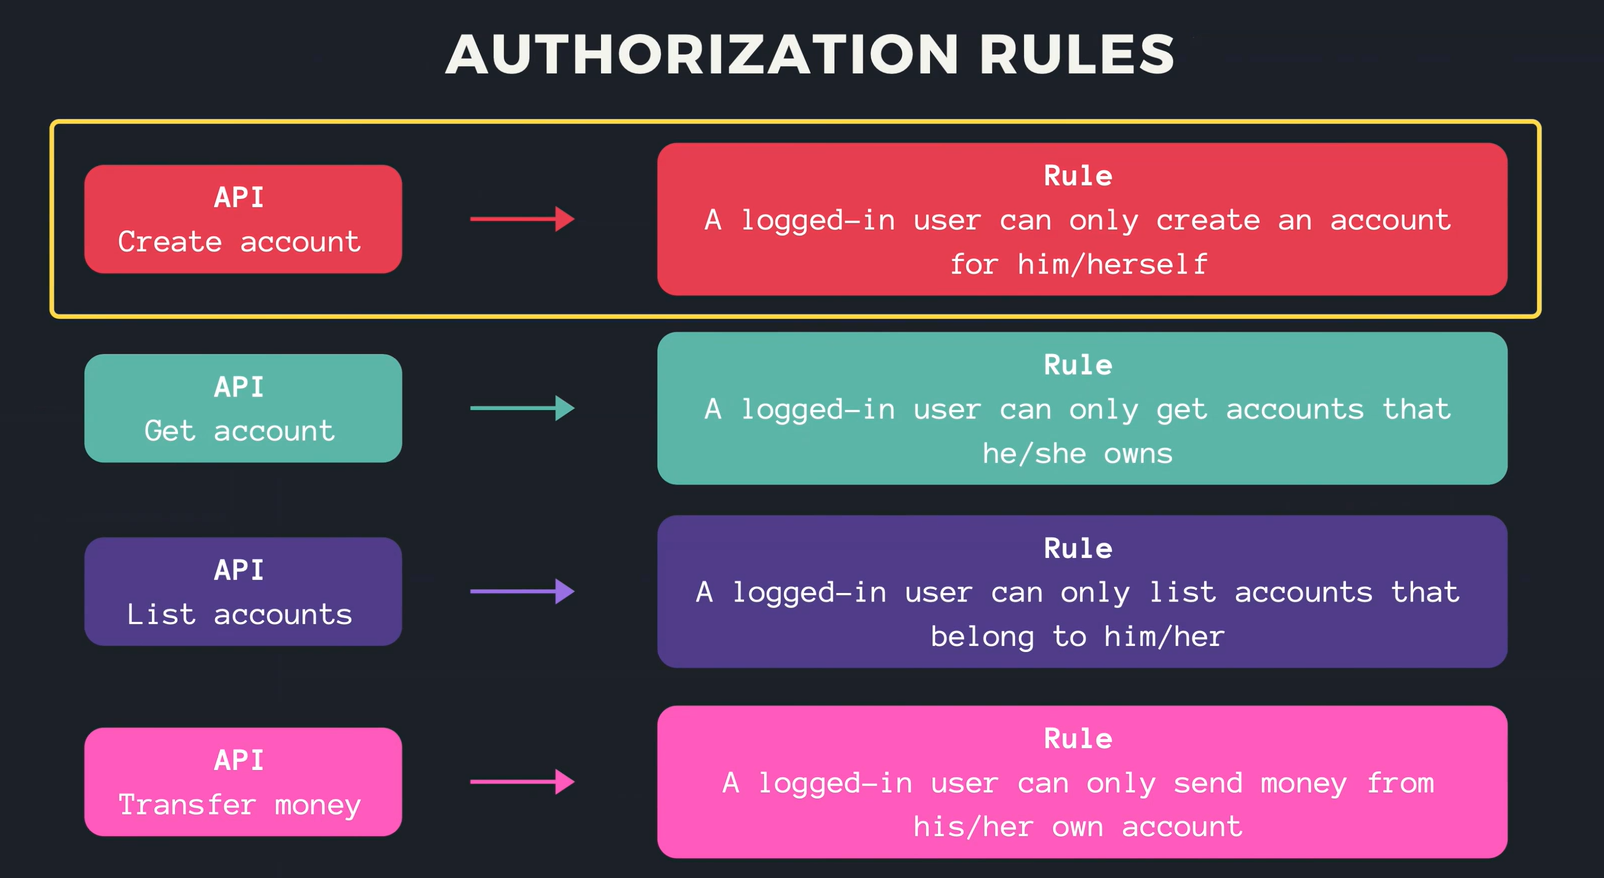 AUTHORIZATION RULES
API
Create account
Rule
A logged-in user can only create an account
for him/herself
API
Get account
Rule
A logged-in user can only get accounts that
he/she owns
API
List accounts
Rule
A logged-in user can only list accounts that
belong to him/her
API
Transfer money
Rule
A logged-in user can only send money from
his/her own account